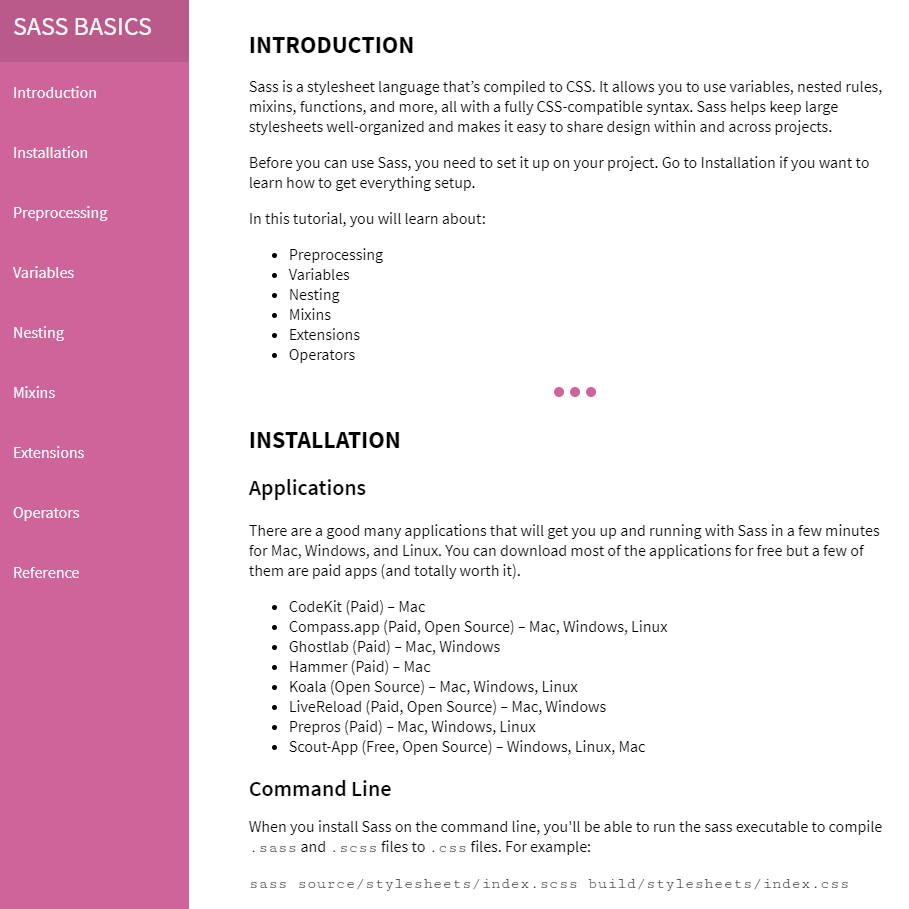 SASS BASICS
Introduction
Installation
Preprocessing
Variables
Nesting
Mixins
Extensions
Operators
Reference
INTRODUCTION
Sass is a stylesheet language that’s compiled to CSS. It allows you to use variables, nested rules,
mixins, functions, and more, all with a fully CSS-compatible syntax. Sass helps keep large
stylesheets well-organized and makes it easy to share design within and across projects.
Before you can use Sass, you need to set it up on your project. Go to Installation if you want to
learn how to get everything setup.
In this tutorial, you will learn about:
• Preprocessing
• Variables
• Nesting
• Mixins
• Extensions
• Operators
INSTALLATION
Applications
There are a good many applications that will get you up and running with Sass in a few minutes
for Mac, Windows, and Linux. You can download most of the applications for free but a few of
them are paid apps (and totally worth it).
• CodeKit (Paid) – Mac
• Compass.app (Paid, Open Source) – Mac, Windows, Linux
• Ghostlab (Paid) – Mac, Windows
• Hammer (Paid) – Mac
• Koala (Open Source) – Mac, Windows, Linux
• LiveReload (Paid, Open Source) – Mac, Windows
• Prepros (Paid) – Mac, Windows, Linux
• Scout-App (Free, Open Source) – Windows, Linux, Mac
Command Line
When you install Sass on the command line, you'll be able to run the sass executable to compile
.sass and .scss files to .css files. For example:
sass source/stylesheets/index.scss build/stylesheets/index.css